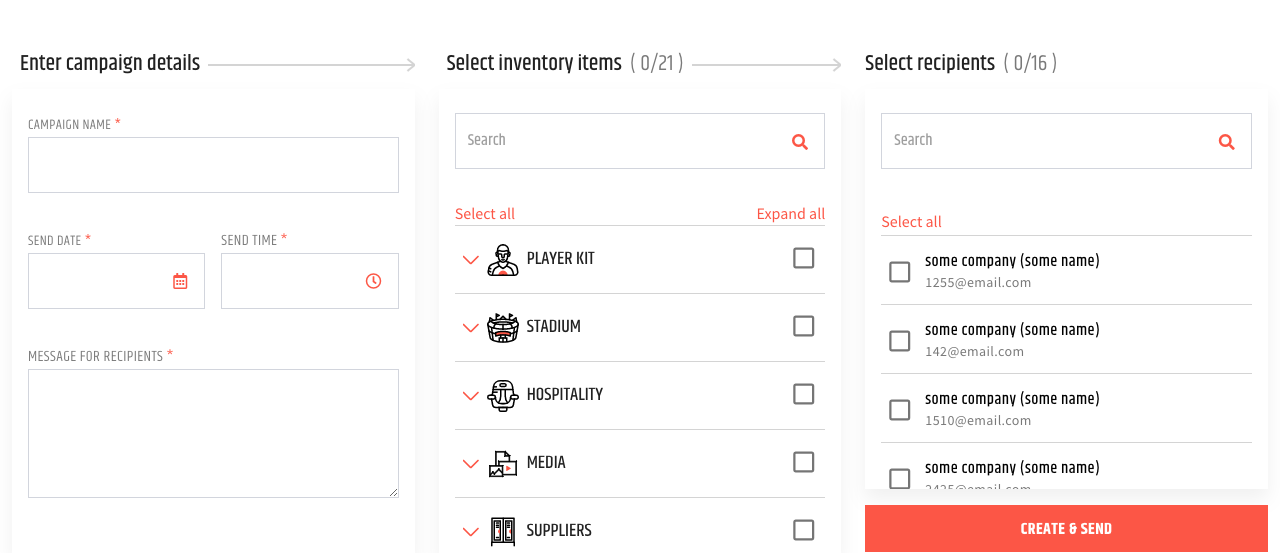 Enter campaign details
CAMPAIGN NAME *
SEND DATE *
SEND TIME *
MESSAGE FOR RECIPIENTS *
Select inventory items ( 0/21 )
Search
Select all
Expand all
PLAYER KIT
STADIUM
HOSPITALITY
MEDIA
SUPPLIERS
Select recipients ( 0/16 )
Search
Select all
some company (some name)
1255@email.com
some company (some name)
142@email.com
some company (some name)
1510@email.com
some company (some name)
CREATE & SEND